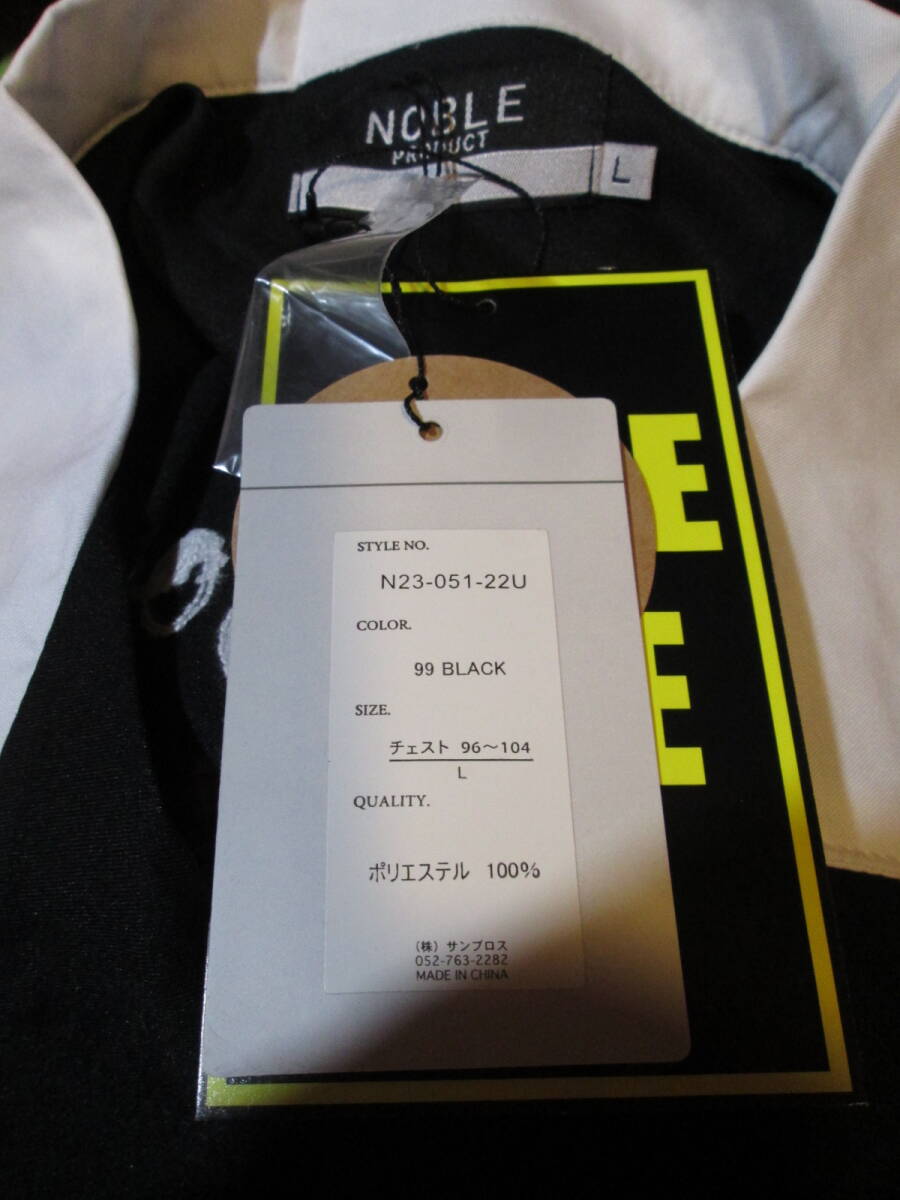 NOBLE
PRODUCT
L
E
E
STYLE NO.
N23-051-22U
COLOR.
99 BLACK
SIZE.
チェスト 96〜104
L
QUALITY.
ポリエステル 100%
(株) サンブロス
052-763-2282
MADE IN CHINA